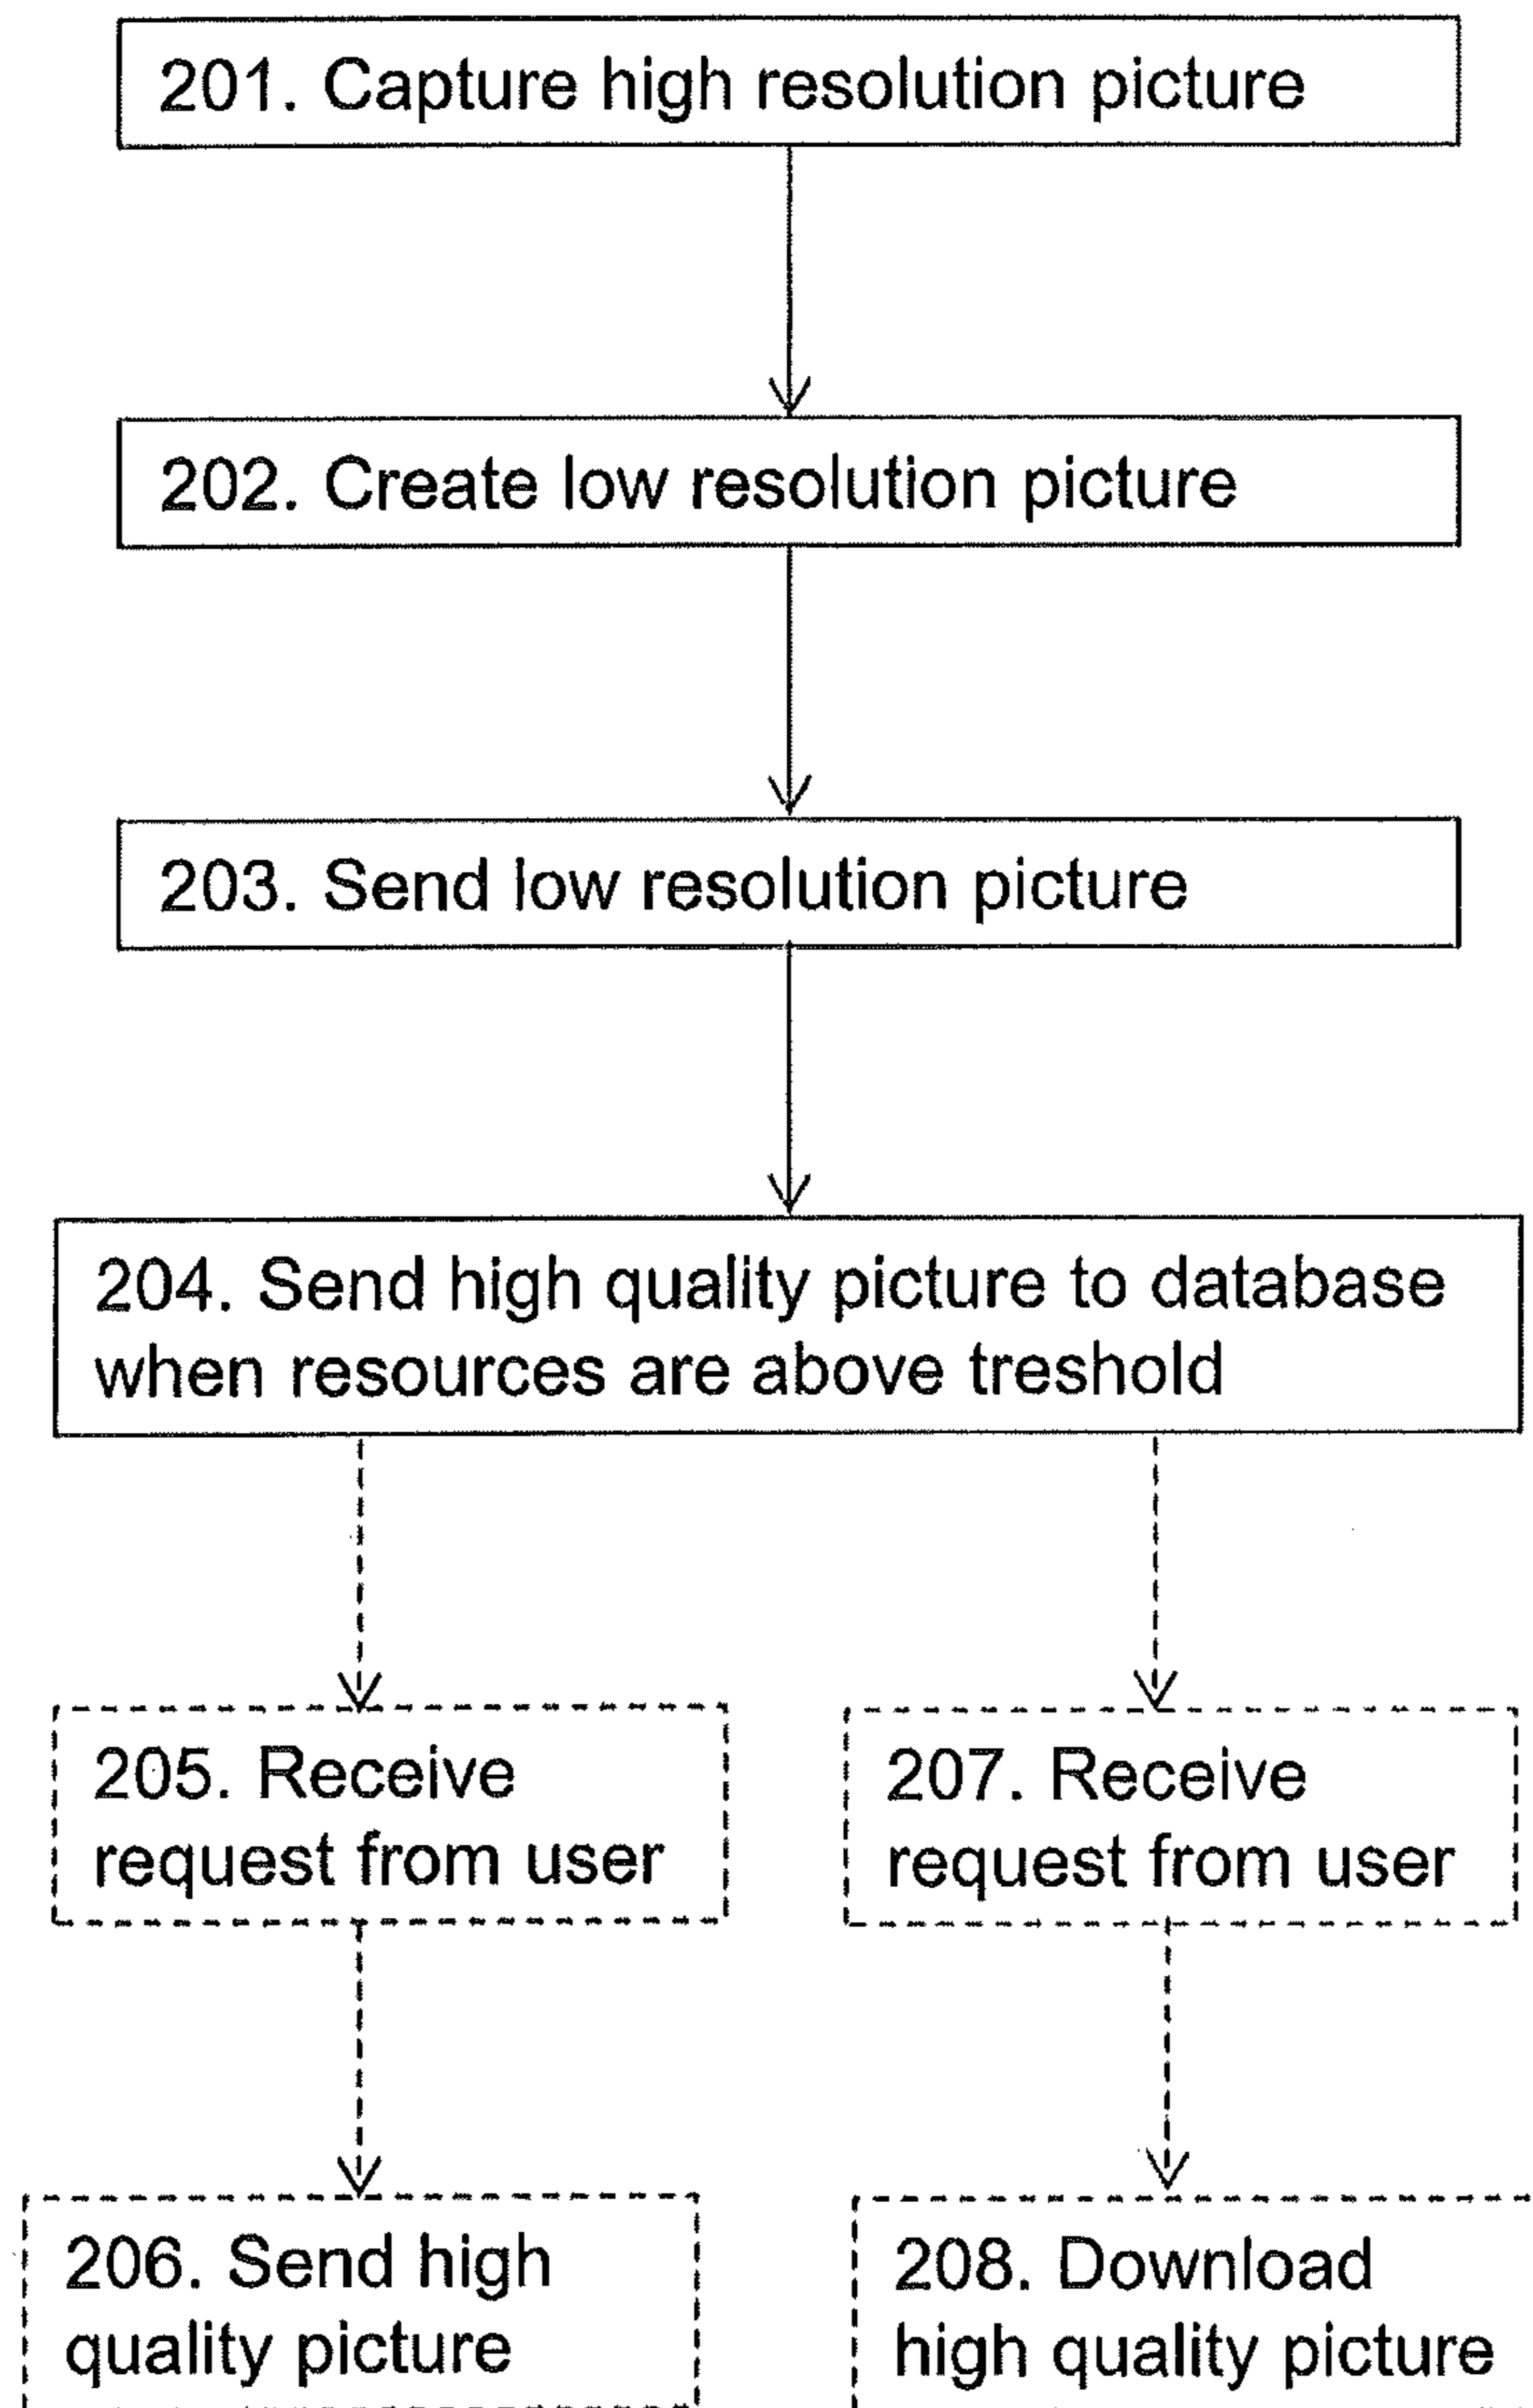 201. Capture high resolution picture
202. Create low resolution picture
203. Send low resolution picture
204. Send high quality picture to database
when resources are above treshold
205. Receive
request from user
207. Receive
request from user
206. Send high
quality picture
208. Download
high quality picture